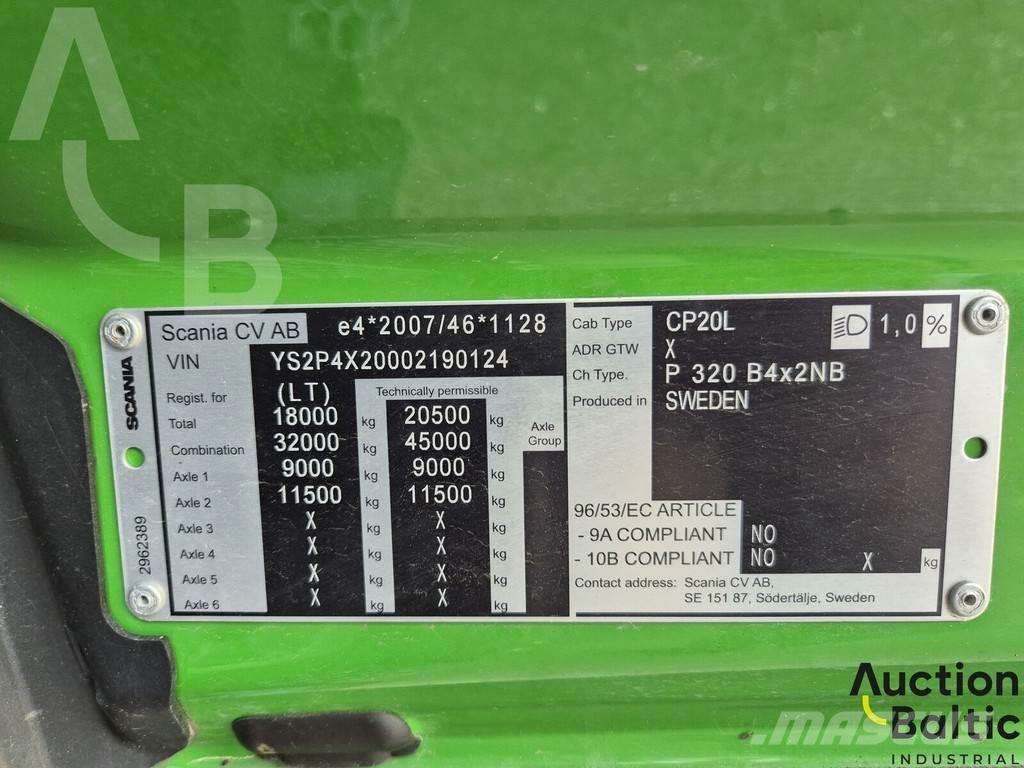 A
B
SCANIA
2962389
Scania CV AB e4*2007/46*1128
VIN YS2P4X20002190124
Regist. for (LT) Technically permissible
Total 18000 kg 20500 kg
Combination 32000 kg 45000 kg
Axle Group
Axle 1 9000 kg 9000 kg
Axle 2 11500 kg 11500 kg
Axle 3 X kg X kg
Axle 4 X kg X kg
Axle 5 X kg X kg
Axle 6 X kg X kg
Cab Type CP20L 1,0%
ADR GTW X
Ch Type. P 320 B4x2NB
Produced in SWEDEN
96/53/EC ARTICLE
- 9A COMPLIANT NO
- 10B COMPLIANT NO X kg
Contact address: Scania CV AB,
SE 151 87, Södertälje, Sweden
Auction
Baltic
INDUSTRIAL
MASCUS